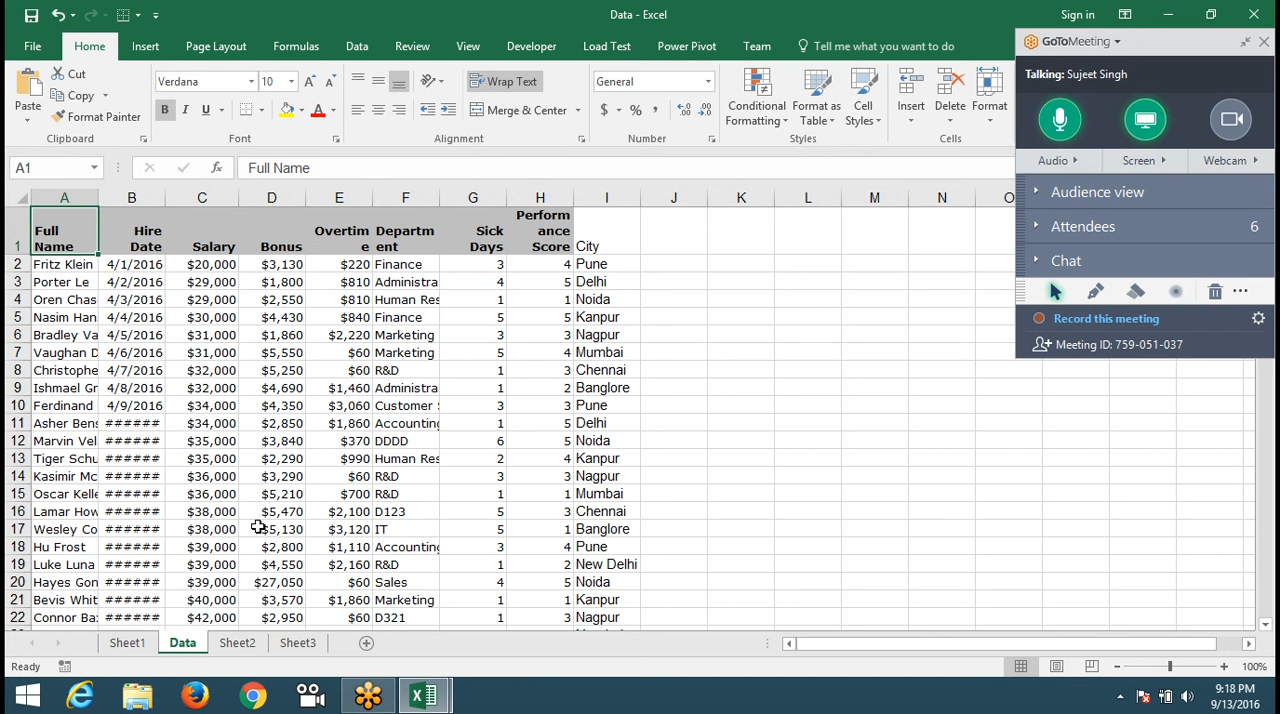 Data - Excel
Sign in
File Home Insert Page Layout Formulas Data Review View Developer Load Test Power Pivot Team Tell me what you want to do
Paste
Cut
Copy
Format Painter
Clipboard
Verdana 10
B I U
Font
Wrap Text
Merge & Center
Alignment
General
$ % ,
Number
Conditional Formatting
Format as Table
Cell Styles
Styles
Insert
Delete
Format
Cells
GoToMeeting
Talking: Sujeet Singh
Audio Screen Webcam
Audience view
Attendees 6
Chat
Record this meeting
Meeting ID: 759-051-037
A1 fx Full Name
A B C D E F G H I J K L M N O
1 Full Name Hire Date Salary Bonus Overtime Department Sick Days Performance Score City
2 Fritz Klein 4/1/2016 $20,000 $3,130 $220 Finance 3 4 Pune
3 Porter Le 4/2/2016 $29,000 $1,800 $810 Administra 4 5 Delhi
4 Oren Chas 4/3/2016 $29,000 $2,550 $810 Human Res 1 1 Noida
5 Nasim Han 4/4/2016 $30,000 $4,430 $840 Finance 5 5 Kanpur
6 Bradley Va 4/5/2016 $31,000 $1,860 $2,220 Marketing 3 3 Nagpur
7 Vaughan D 4/6/2016 $31,000 $5,550 $60 Marketing 5 4 Mumbai
8 Christophe 4/7/2016 $32,000 $5,250 $60 R&D 1 3 Chennai
9 Ishmael Gr 4/8/2016 $32,000 $4,690 $1,460 Administra 1 2 Banglore
10 Ferdinand 4/9/2016 $34,000 $4,350 $3,060 Customer 3 3 Pune
11 Asher Bens ###### $34,000 $2,850 $1,860 Accounting 1 5 Delhi
12 Marvin Vel ###### $35,000 $3,840 $370 DDDD 6 5 Noida
13 Tiger Schu ###### $35,000 $2,290 $990 Human Res 2 4 Kanpur
14 Kasimir Mc ###### $36,000 $3,290 $60 R&D 3 3 Nagpur
15 Oscar Kelle ###### $36,000 $5,210 $700 R&D 1 1 Mumbai
16 Lamar How ###### $38,000 $5,470 $2,100 D123 5 3 Chennai
17 Wesley Co ###### $38,000 $5,130 $3,120 IT 5 1 Banglore
18 Hu Frost ###### $39,000 $2,800 $1,110 Accounting 3 4 Pune
19 Luke Luna ###### $39,000 $4,550 $2,160 R&D 1 2 New Delhi
20 Hayes Gon ###### $39,000 $27,050 $60 Sales 4 5 Noida
21 Bevis Whit ###### $40,000 $3,570 $1,860 Marketing 1 1 Kanpur
22 Connor Ba ###### $42,000 $2,950 $60 D321 1 3 Nagpur
Sheet1 Data Sheet2 Sheet3
Ready
100%
9:18 PM
9/13/2016